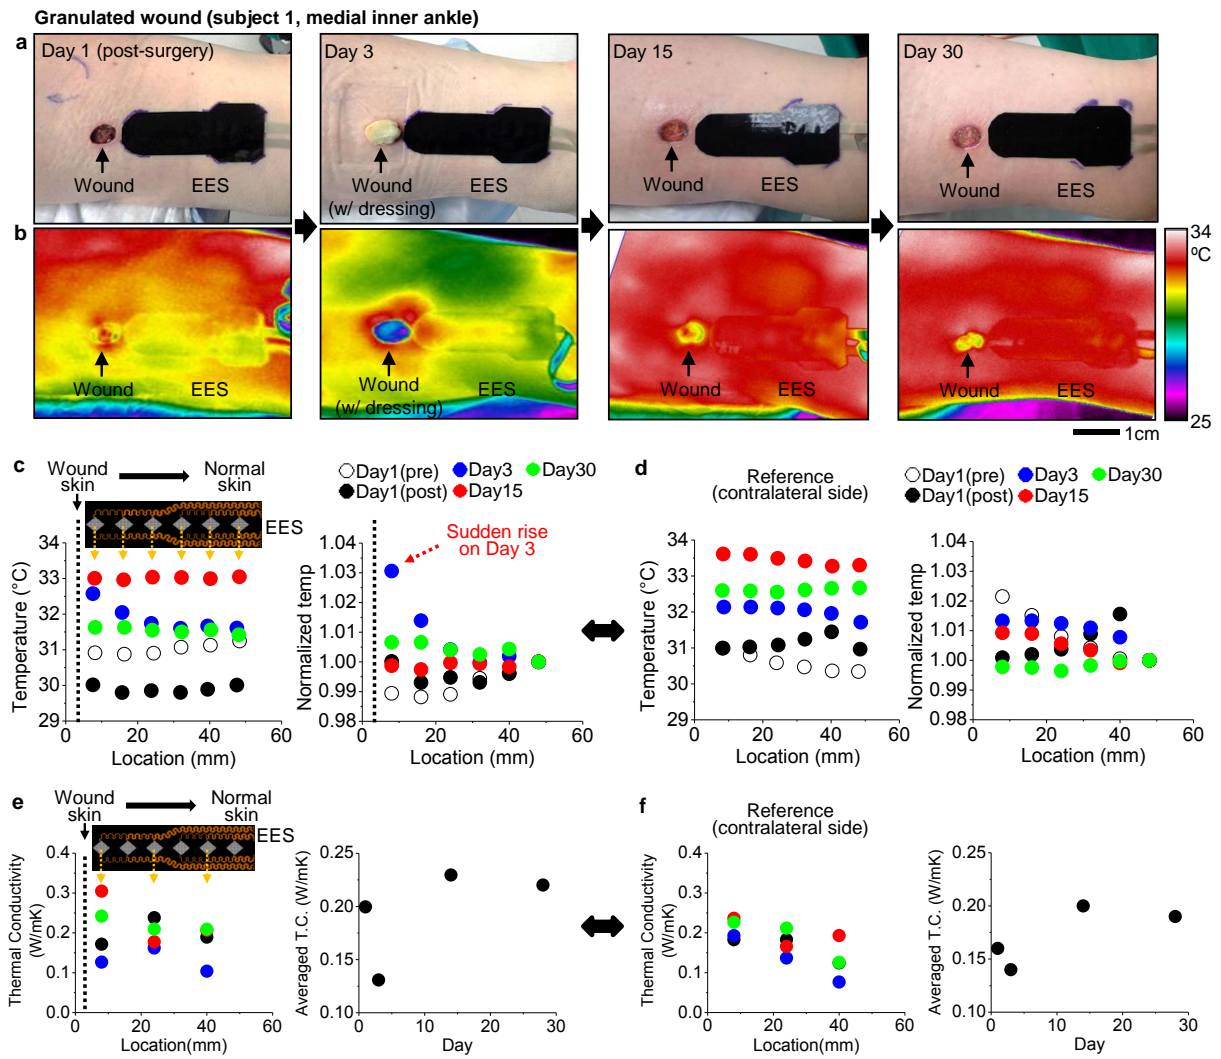 Granulated wound (subject 1, medial inner ankle)
a
Day 1 (post-surgery)
Day 3
Day 15
Day 30
Wound
EES
Wound
(w/ dressing)
EES
Wound
EES
Wound
EES
b
Wound
EES
Wound
(w/ dressing)
EES
Wound
EES
Wound
EES
34
ºC
25
1cm
c
Wound
skin
Normal
skin
EES
Temperature (°C)
34
33
32
31
30
29
0
20
40
60
Location (mm)
Day1(pre)
Day3
Day30
Day1(post)
Day15
Sudden rise
on Day 3
Normalized temp
1.04
1.03
1.02
1.01
1.00
0.99
0.98
0
20
40
60
Location (mm)
d
Reference
(contralateral side)
Day1(pre)
Day3
Day30
Day1(post)
Day15
Temperature (°C)
34
33
32
31
30
29
0
20
40
60
Location (mm)
Normalized temp
1.04
1.02
1.00
0.98
0
20
40
60
Location (mm)
e
Wound
skin
Normal
skin
EES
Thermal Conductivity
(W/mK)
0.4
0.3
0.2
0.1
0.0
0
20
40
60
Location(mm)
Averaged T.C. (W/mK)
0.25
0.20
0.15
0.10
0
10
20
30
Day
f
Reference
(contralateral side)
Thermal Conductivity
(W/mK)
0.4
0.3
0.2
0.1
0.0
0
20
40
60
Location (mm)
Averaged T.C. (W/mK)
0.25
0.20
0.15
0.10
0
10
20
30
Day